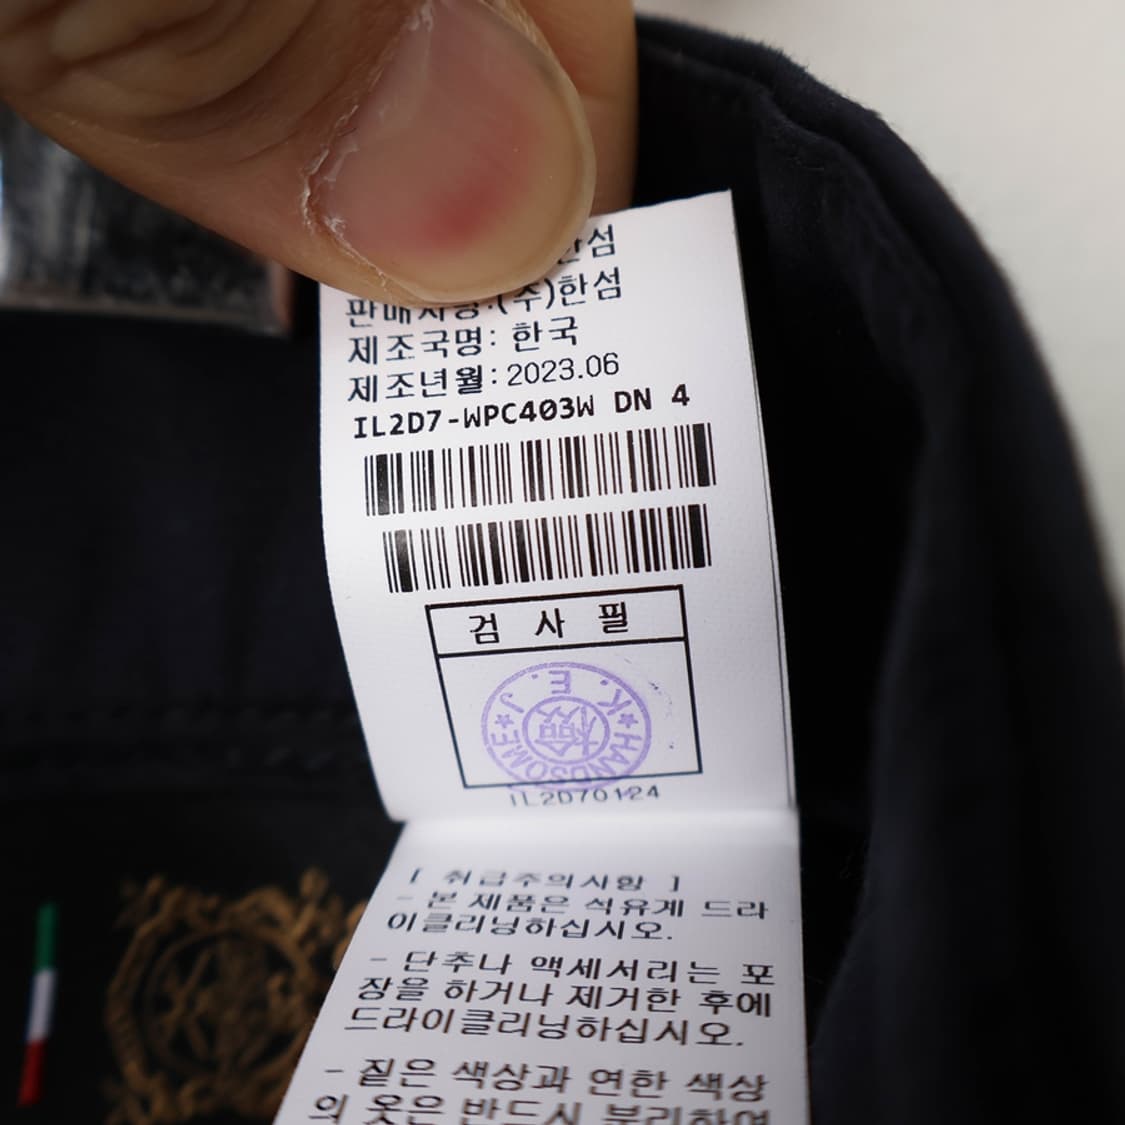 한섬
판매자명:(주)한섬
제조국명: 한국
제조년월: 2023.06
IL2D7-WPC403W DN 4
검 사 필
K. E. J
HANDSOME
檢
IL2D70124
[ 취급주의사항 ]
- 본 제품은 석유계 드라
이클리닝하십시오.
- 단추나 액세서리는 포
장을 하거나 제거한 후에
드라이클리닝하십시오.
- 짙은 색상과 연한 색상
의 옷은 반드시 분리하여